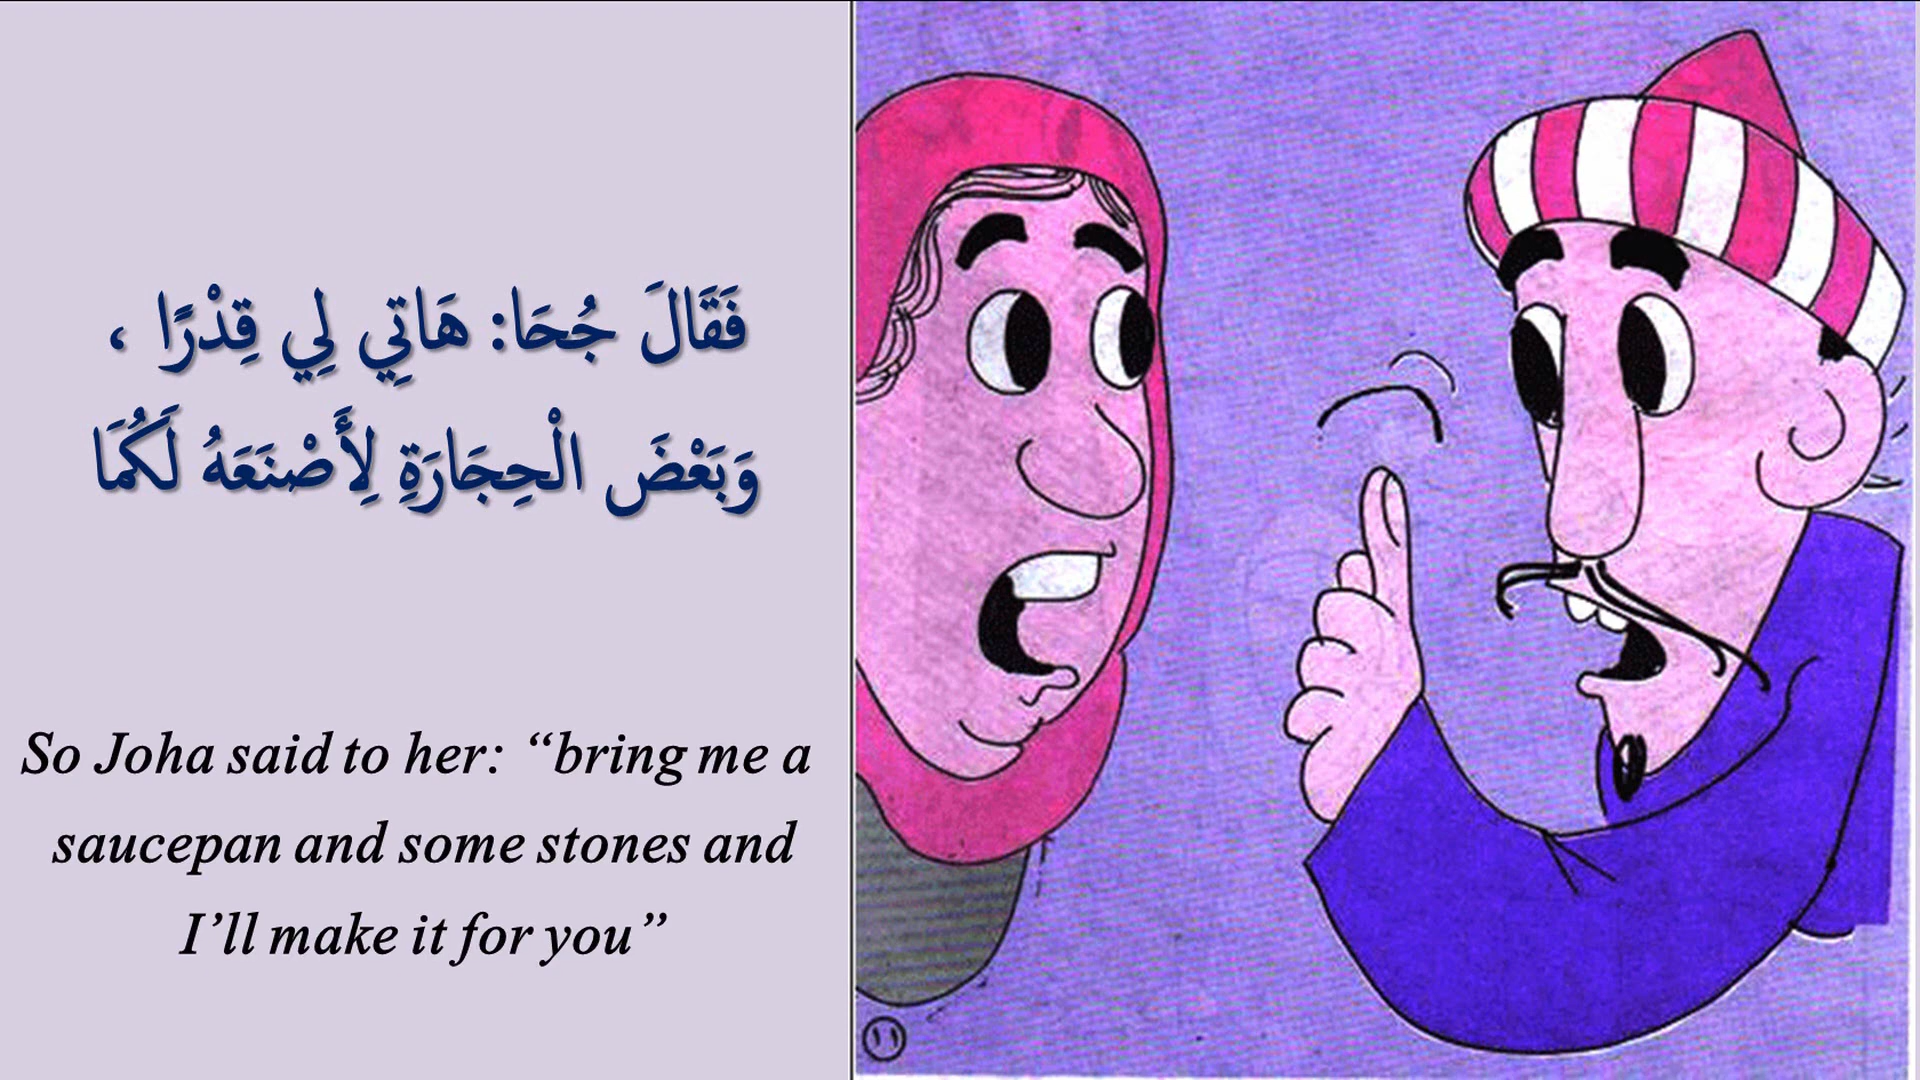 فَقَالَ جُحَا: هَاتِي لِي قِدْرًا ،
وَبَعْضَ الْحِجَارَةِ لِأَصْنَعَهُ لَكُمَا
So Joha said to her: “bring me a
saucepan and some stones and
I’ll make it for you”
١١